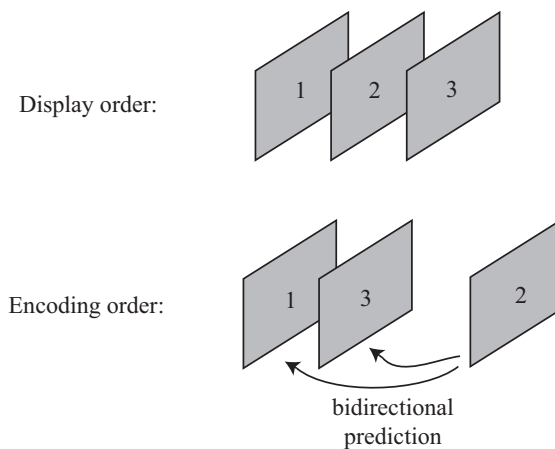 Display order:
1 2 3
Encoding order:
1 3 2
bidirectional
prediction